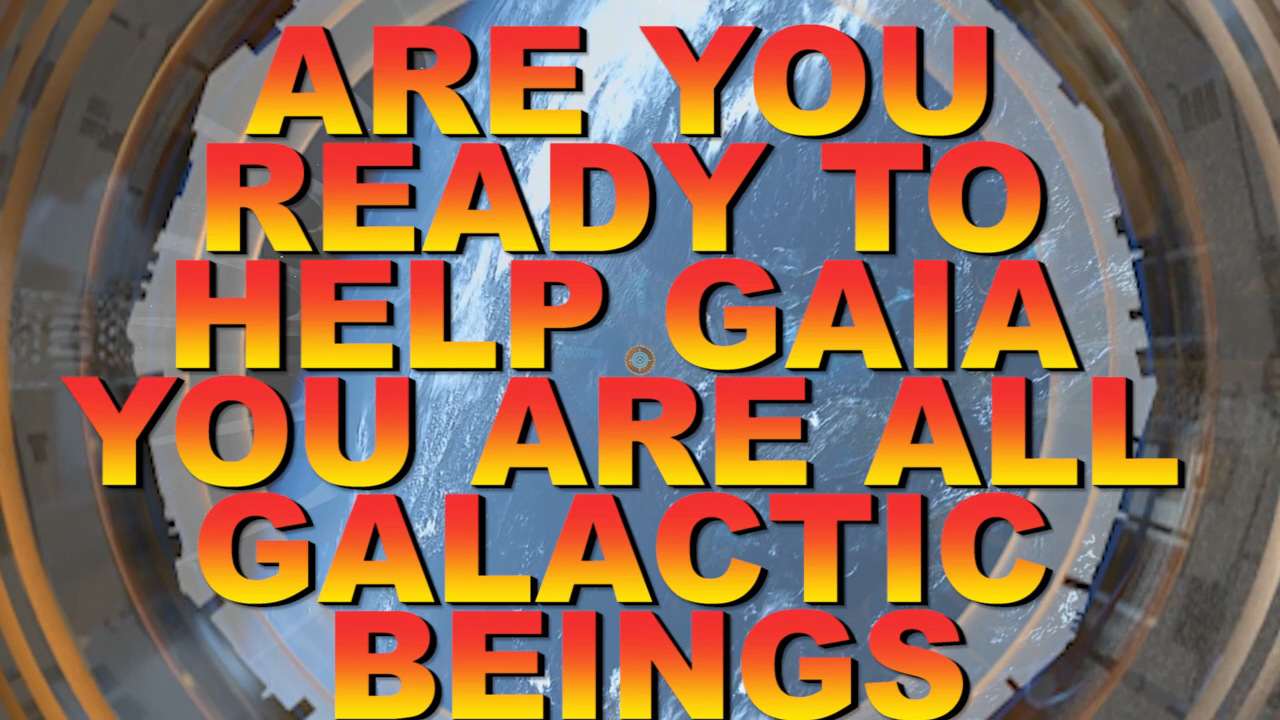 ARE YOU
READY TO
HELP GAIA
YOU ARE ALL
GALACTIC
BEINGS